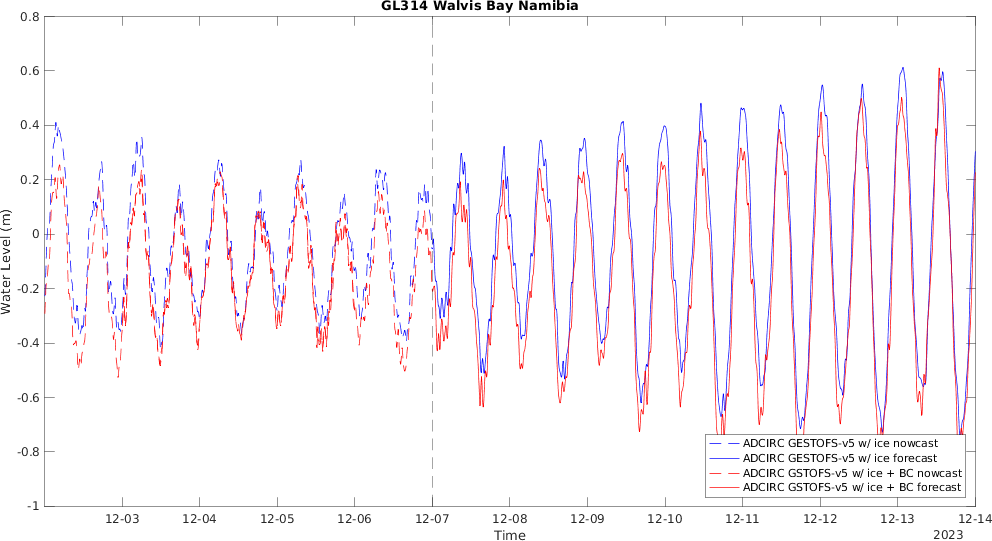 GL314 Walvis Bay Namibia
0.8
0.6
0.4
0.2
0
-0.2
-0.4
-0.6
-0.8
-1
Water Level (m)
ADCIRC GESTOFS-v5 w/ ice nowcast
ADCIRC GESTOFS-v5 w/ ice forecast
ADCIRC GSTOFS-v5 w/ ice + BC nowcast
ADCIRC GSTOFS-v5 w/ ice + BC forecast
12-03 12-04 12-05 12-06 12-07 12-08 12-09 12-10 12-11 12-12 12-13 12-14
Time
2023